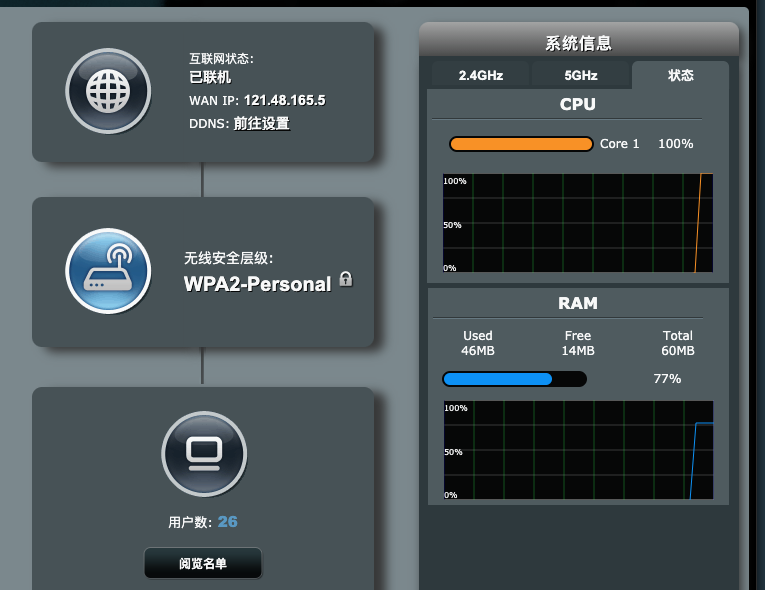 互联网状态:
已联机
WAN IP: 121.48.165.5
DDNS: 前往设置
无线安全层级:
WPA2-Personal
用户数: 26
阅览名单
系统信息
2.4GHz 5GHz 状态
CPU
Core 1 100%
100%
50%
0%
RAM
Used Free Total
46MB 14MB 60MB
77%
100%
50%
0%